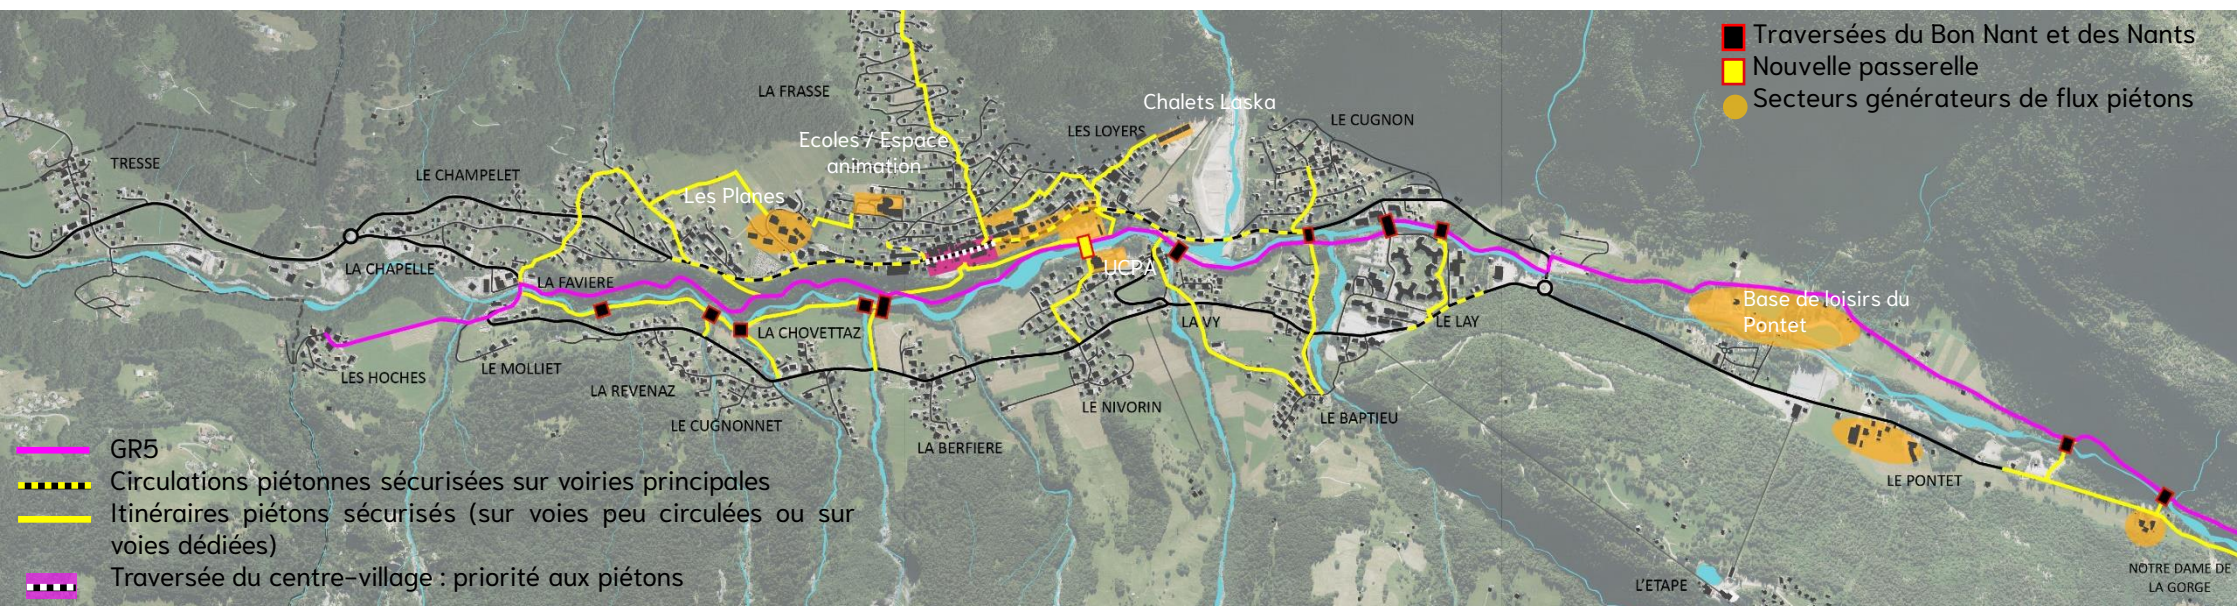 Traversées du Bon Nant et des Nants
Nouvelle passerelle
Secteurs générateurs de flux piétons
LA FRASSE
Chalets Laska
LE CUGNON
LES LOYERS
Ecoles / Espace
animation
TRESSE
LE CHAMPELET
Les Planes
LA CHAPELLE
LA FAVIERE
UCPA
Base de loisirs du
Pontet
LA CHOVETTAZ
LA VY
LE LAY
LES HOCHES
LE MOLLIET
LA REVENAZ
LE NIVORIN
LE BAPTIEU
LE CUGNONNET
LA BERFIERE
LE PONTET
NOTRE DAME DE
LA GORGE
L'ETAPE
GR5
Circulations piétonnes sécurisées sur voiries principales
Itinéraires piétons sécurisés (sur voies peu circulées ou sur
voies dédiées)
Traversée du centre-village : priorité aux piétons